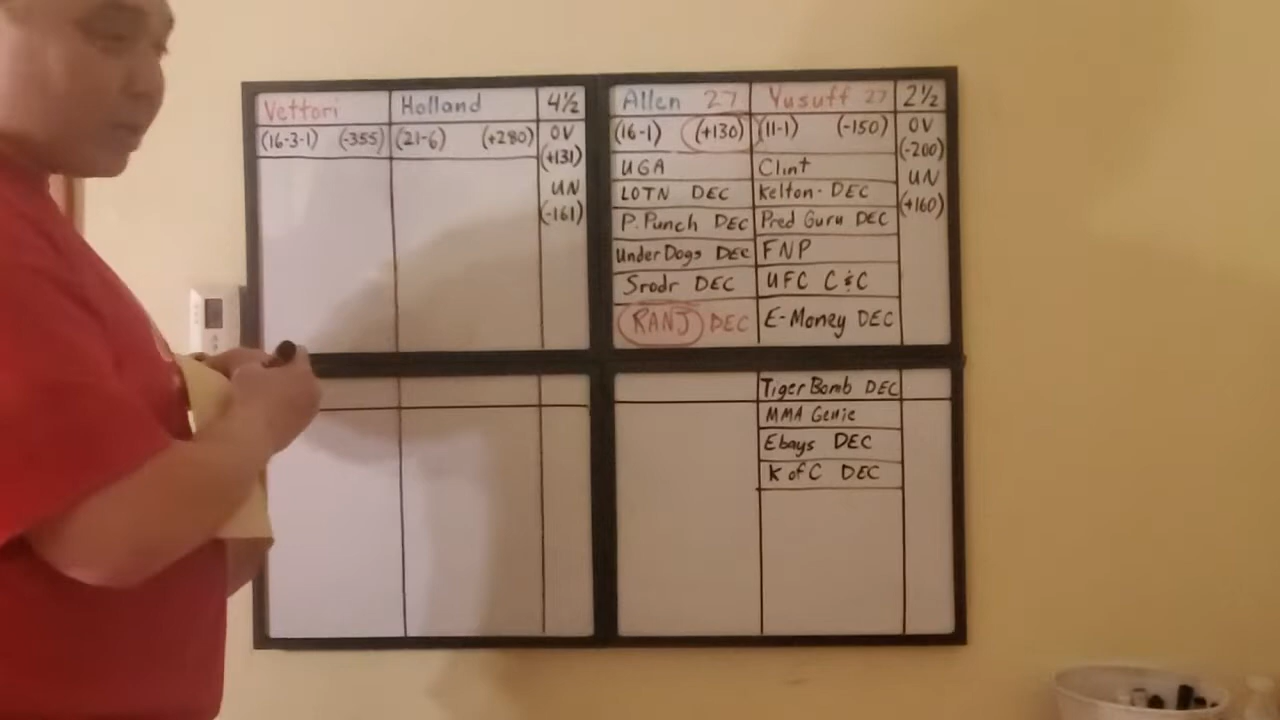 Vettori Holland 4½
(16-3-1) (-355) (21-6) (+280) OV
(+131)
UN
(-161)
Allen 27 Yusuff 27 2½
(16-1) (+130) (11-1) (-150) OV
(-200)
UN
(+160)
UGA Clint
LOTN DEC Kelton- DEC
P. Punch DEC Pred Guru DEC
UnderDogs DEC FNP
Srodr DEC UFC C&C
RANJ DEC E-Money DEC
Tiger Bomb DEC
MMA Genie
Ebays DEC
K of C DEC